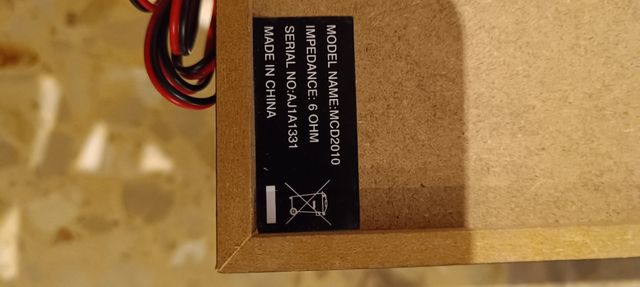 MODEL NAME:MCD2010
IMPEDANCE: 6 OHM
SERIAL NO:AJ1A1331
MADE IN CHINA